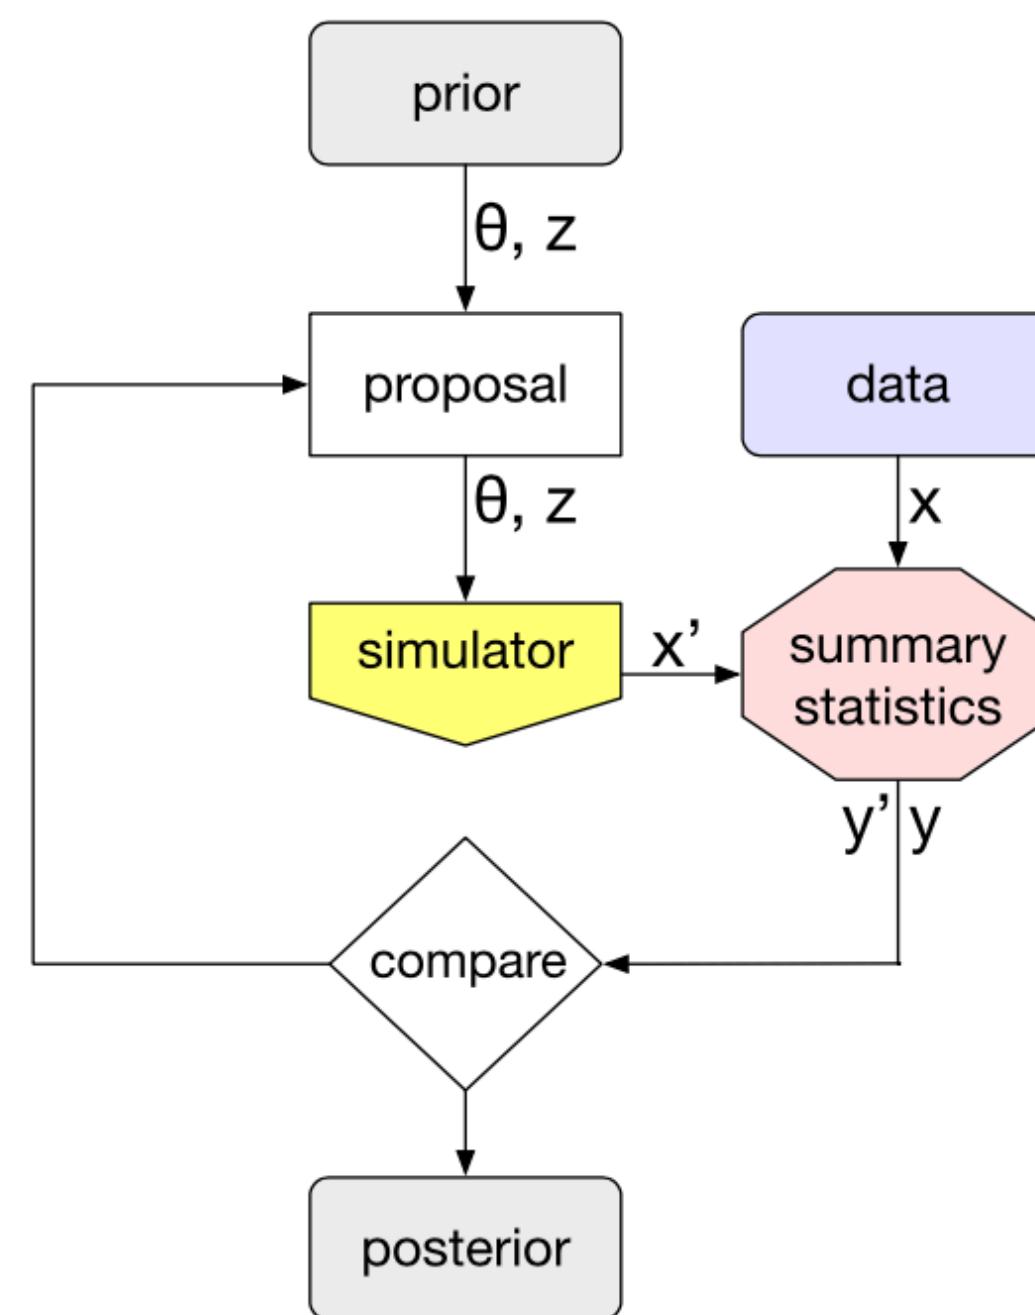 prior
θ, z
proposal
data
θ, z
x
simulator
x’
summary
statistics
y’ y
compare
posterior